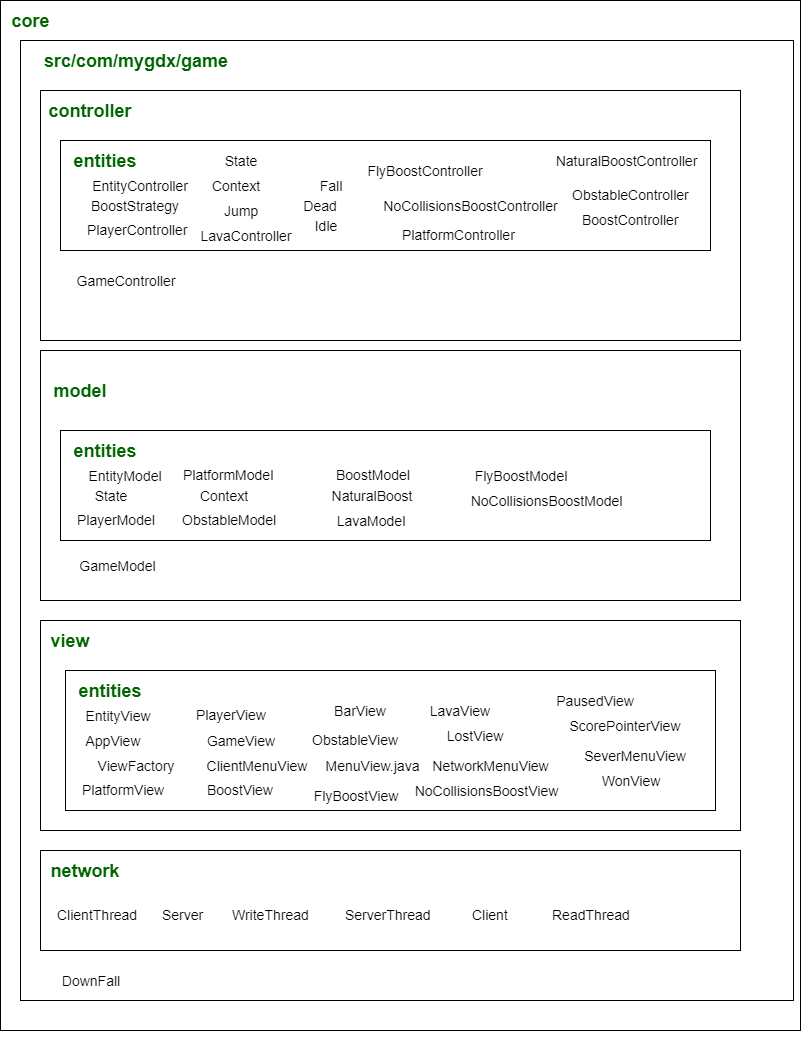 core
src/com/mygdx/game
controller
entities
State
FlyBoostController
NaturalBoostController
EntityController
Context
Fall
ObstableController
BoostStrategy
Jump
Dead
NoCollisionsBoostController
BoostController
PlayerController
LavaController
Idle
PlatformController
GameController
model
entities
EntityModel
PlatformModel
BoostModel
FlyBoostModel
State
Context
NaturalBoost
NoCollisionsBoostModel
PlayerModel
ObstableModel
LavaModel
GameModel
view
entities
EntityView
PlayerView
BarView
LavaView
PausedView
AppView
GameView
ObstableView
LostView
ScorePointerView
ViewFactory
ClientMenuView
MenuView.java
NetworkMenuView
SeverMenuView
PlatformView
BoostView
FlyBoostView
NoCollisionsBoostView
WonView
network
ClientThread
Server
WriteThread
ServerThread
Client
ReadThread
DownFall